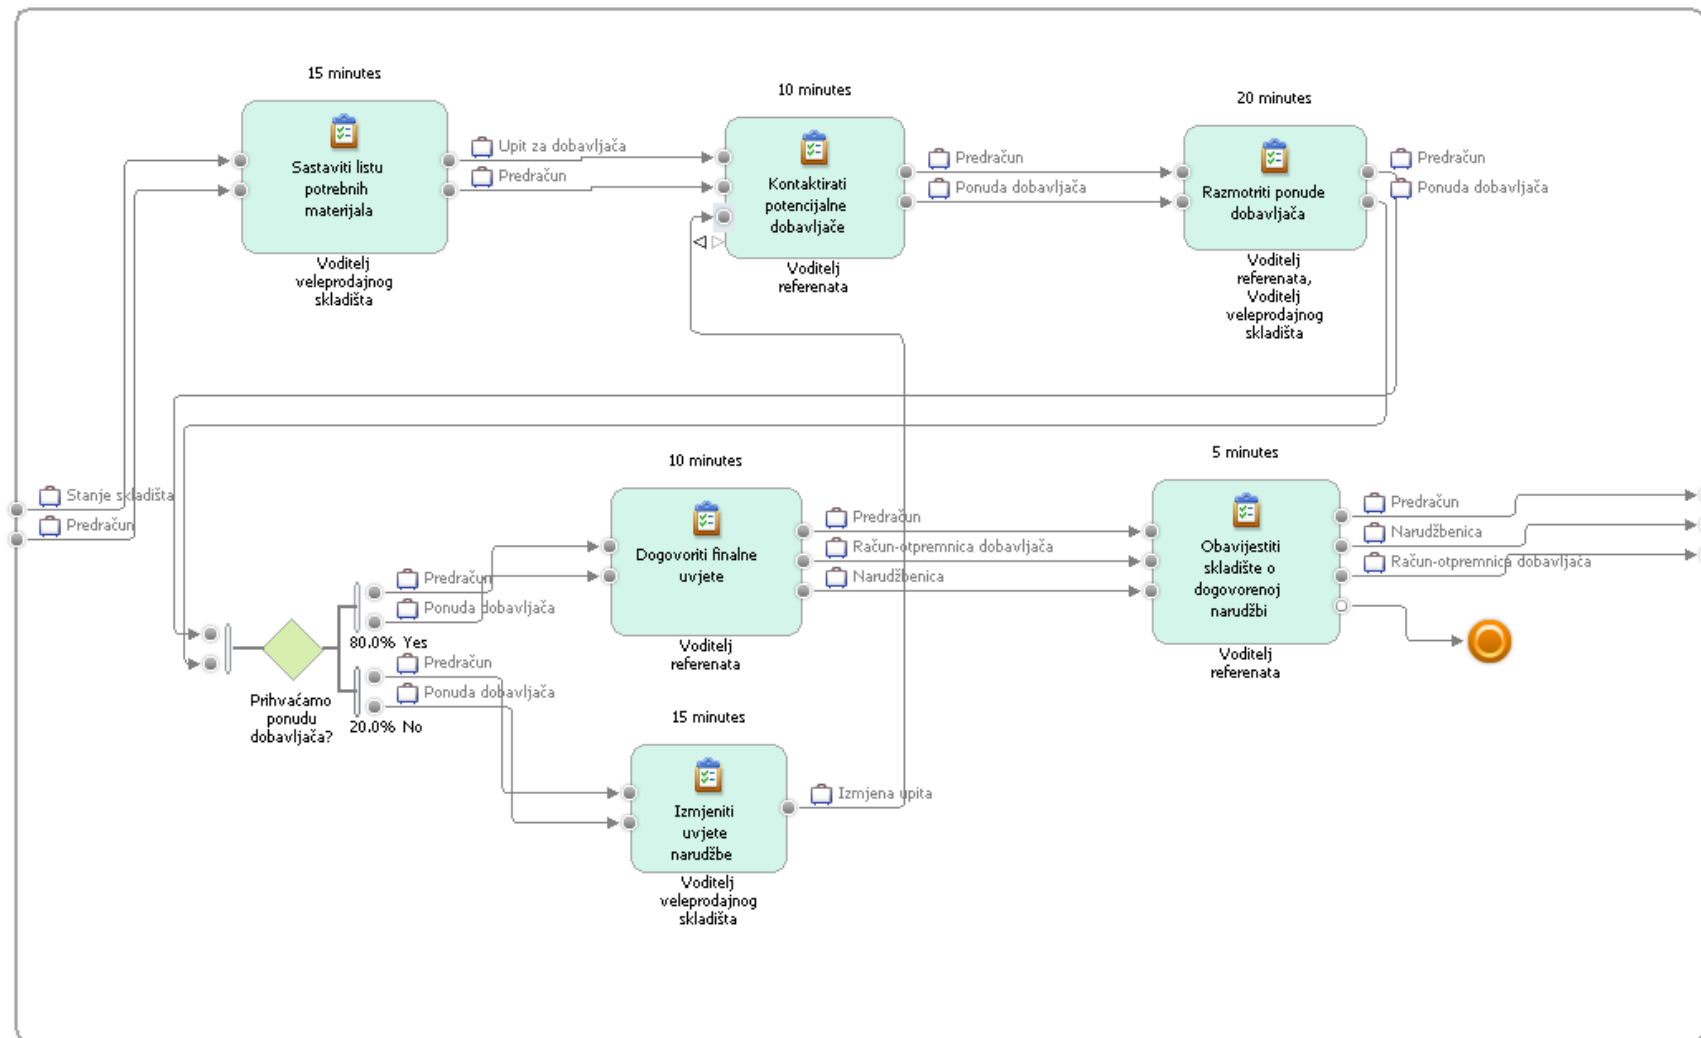 15 minutes
Sastaviti listu
potrebnih
materijala
Voditelj
veleprodajnog
skladišta
Upit za dobavljača
Predračun
10 minutes
Kontaktirati
potencijalne
dobavljače
Voditelj
referenata
Predračun
Ponuda dobavljača
20 minutes
Razmotriti ponude
dobavljača
Voditelj
referenata,
Voditelj
veleprodajnog
skladišta
Predračun
Ponuda dobavljača
Stanje skladišta
Predračun
Prihvaćamo
ponudu
dobavljača?
Predračun
Ponuda dobavljača
80.0% Yes
Predračun
Ponuda dobavljača
20.0% No
10 minutes
Dogovoriti finalne
uvjete
Voditelj
referenata
Predračun
Račun-otpremnica dobavljača
Narudžbenica
5 minutes
Obavijestiti
skladište o
dogovorenoj
narudžbi
Voditelj
referenata
Predračun
Narudžbenica
Račun-otpremnica dobavljača
15 minutes
Izmjeniti
uvjete
narudžbe
Voditelj
veleprodajnog
skladišta
Izmjena upita